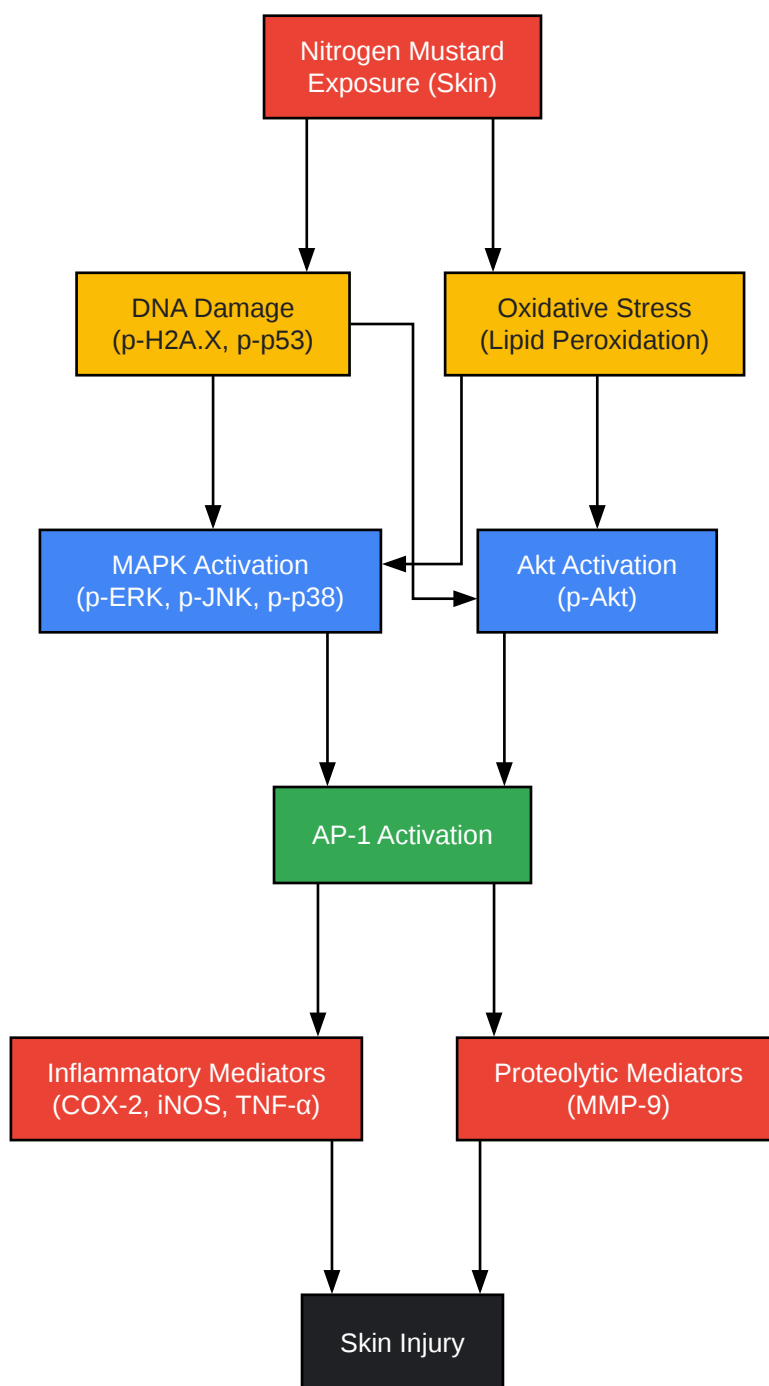 Nitrogen Mustard
Exposure (Skin)
DNA Damage
(p-H2A.X, p-p53)
Oxidative Stress
(Lipid Peroxidation)
MAPK Activation
(p-ERK, p-JNK, p-p38)
Akt Activation
(p-Akt)
AP-1 Activation
Inflammatory Mediators
(COX-2, iNOS, TNF-α)
Proteolytic Mediators
(MMP-9)
Skin Injury